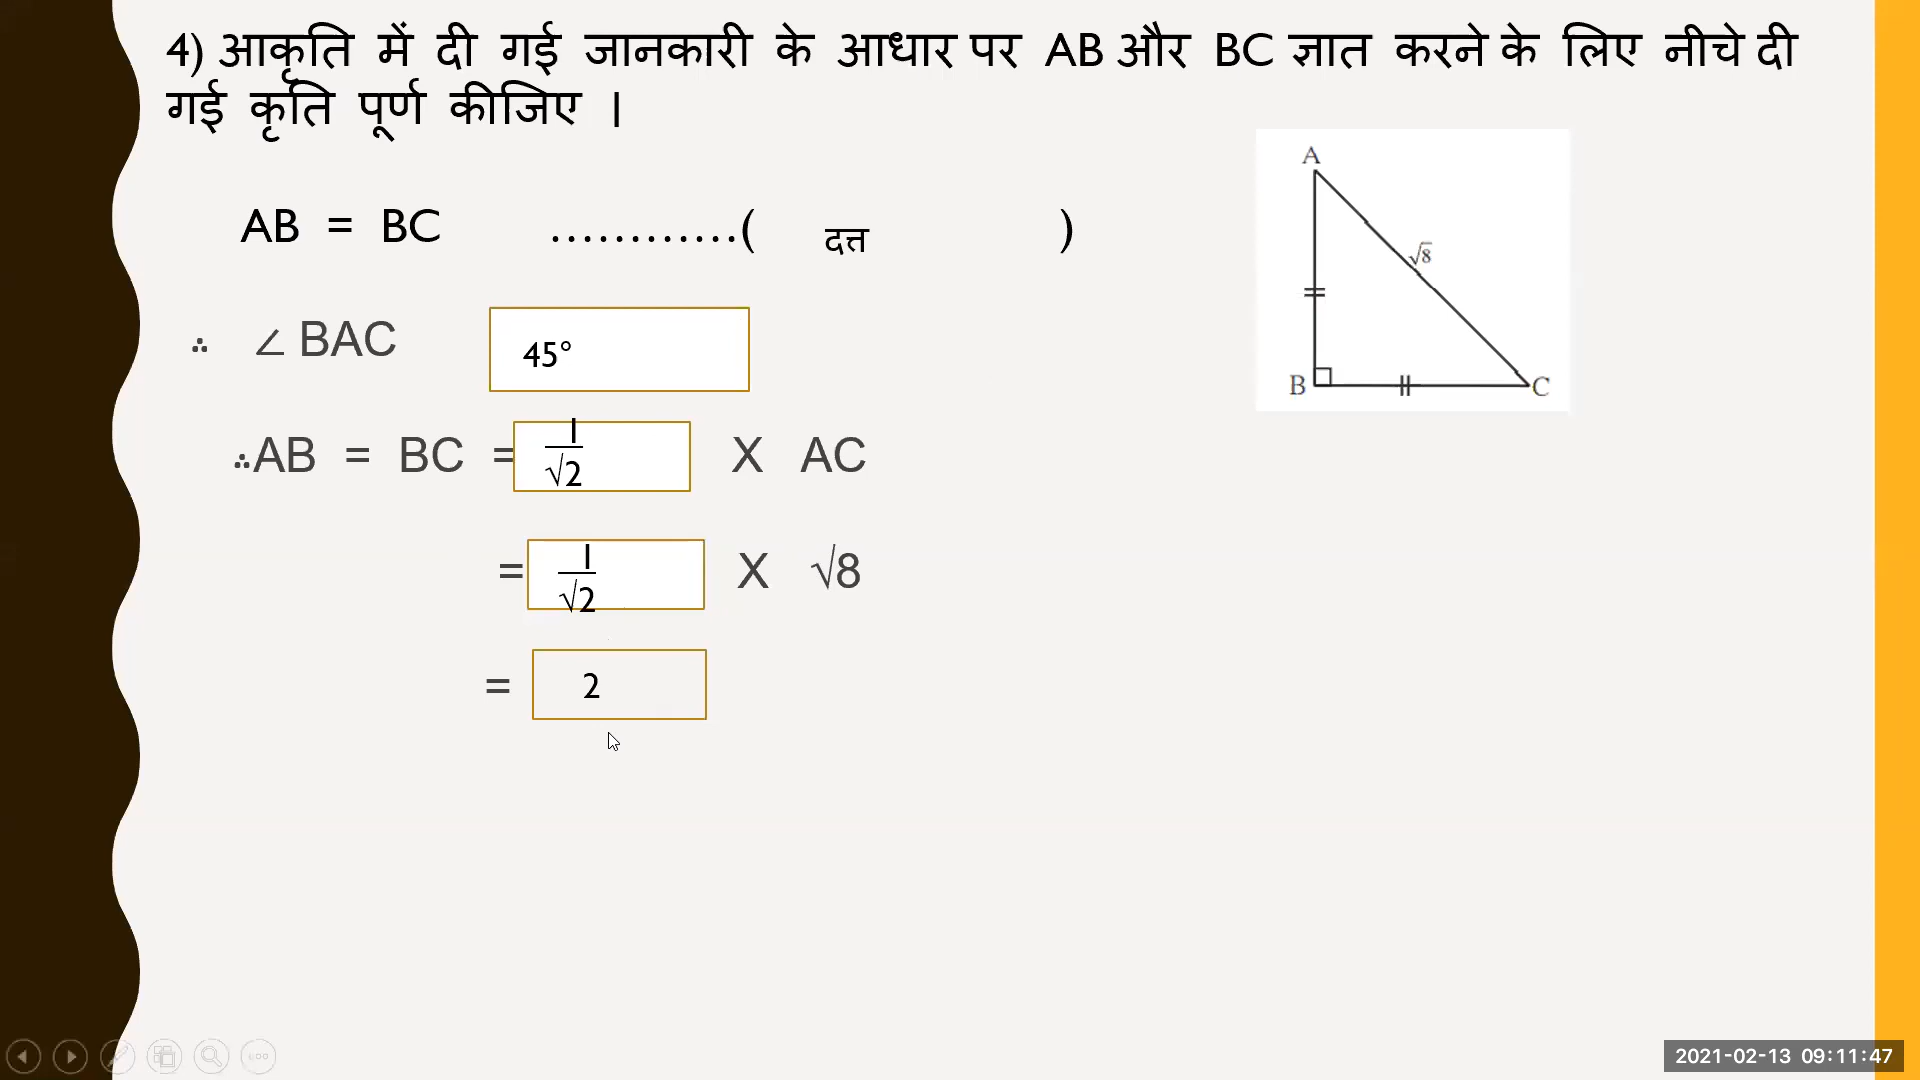 4) आकृति में दी गई जानकारी के आधार पर AB और BC ज्ञात करने के लिए नीचे दी
गई कृति पूर्ण कीजिए ।
AB = BC ............( दत्त )
∴ ∠ BAC 45°
∴AB = BC = 1/√2 X AC
= 1/√2 X √8
= 2
A
√8
B
C
2021-02-13 09:11:47